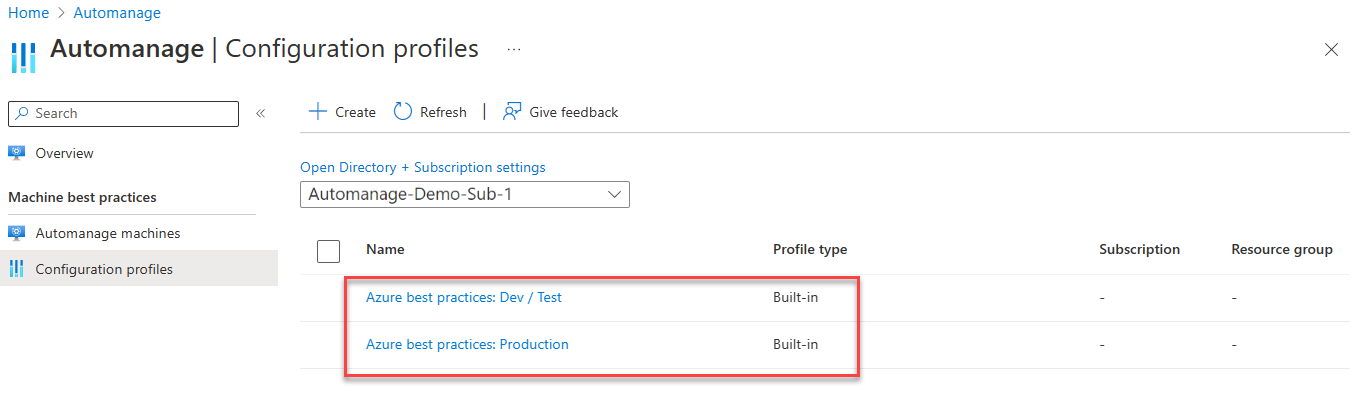 Home > Automanage
Automanage | Configuration profiles ...
Search «
Create Refresh | Give feedback
Overview
Open Directory + Subscription settings
Machine best practices
Automanage-Demo-Sub-1
Automanage machines
Configuration profiles
Name Profile type Subscription Resource group
Azure best practices: Dev / Test Built-in - -
Azure best practices: Production Built-in - -